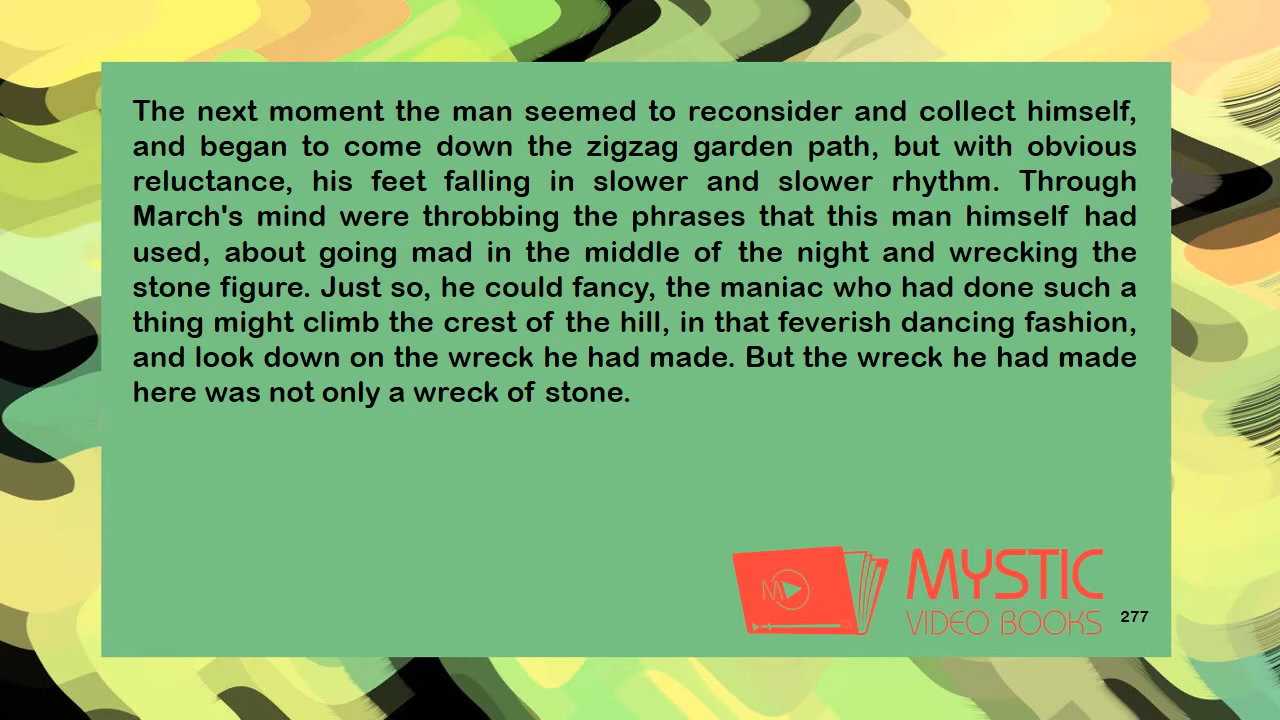 The next moment the man seemed to reconsider and collect himself,
and began to come down the zigzag garden path, but with obvious
reluctance, his feet falling in slower and slower rhythm. Through
March's mind were throbbing the phrases that this man himself had
used, about going mad in the middle of the night and wrecking the
stone figure. Just so, he could fancy, the maniac who had done such a
thing might climb the crest of the hill, in that feverish dancing fashion,
and look down on the wreck he had made. But the wreck he had made
here was not only a wreck of stone.
M
MYSTIC
VIDEO BOOKS
277